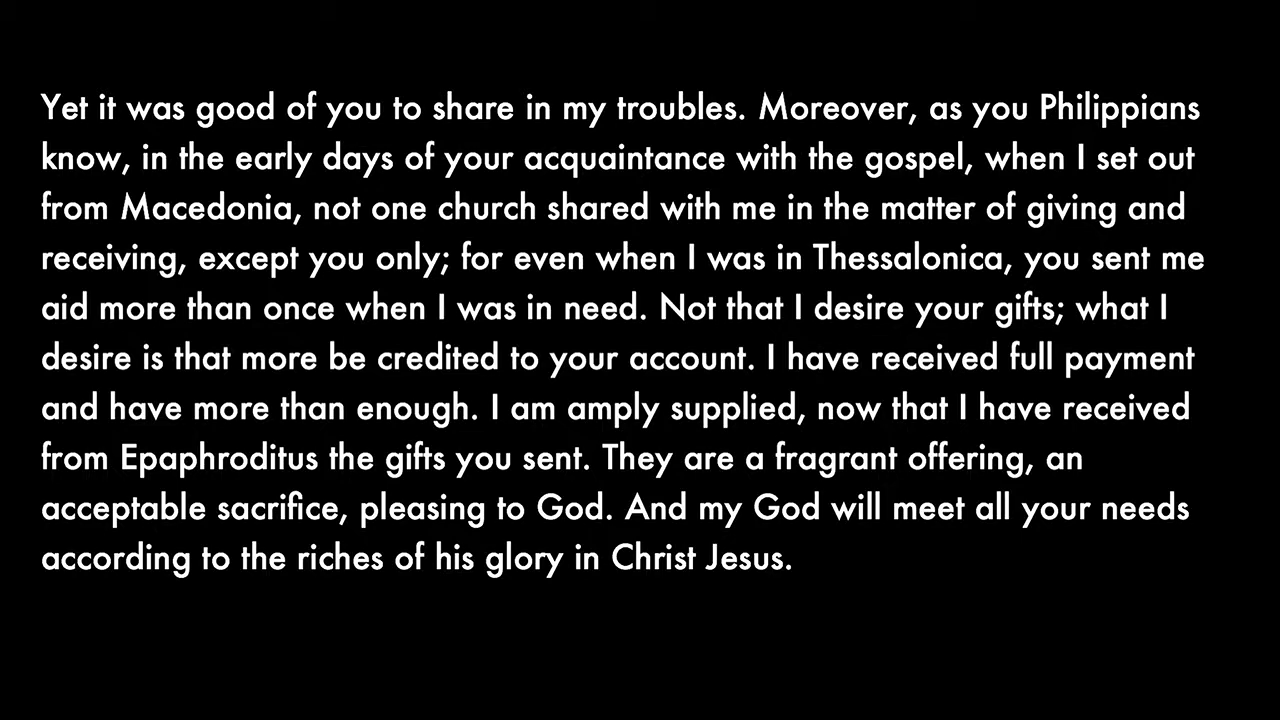 Yet it was good of you to share in my troubles. Moreover, as you Philippians
know, in the early days of your acquaintance with the gospel, when I set out
from Macedonia, not one church shared with me in the matter of giving and
receiving, except you only; for even when I was in Thessalonica, you sent me
aid more than once when I was in need. Not that I desire your gifts; what I
desire is that more be credited to your account. I have received full payment
and have more than enough. I am amply supplied, now that I have received
from Epaphroditus the gifts you sent. They are a fragrant offering, an
acceptable sacrifice, pleasing to God. And my God will meet all your needs
according to the riches of his glory in Christ Jesus.